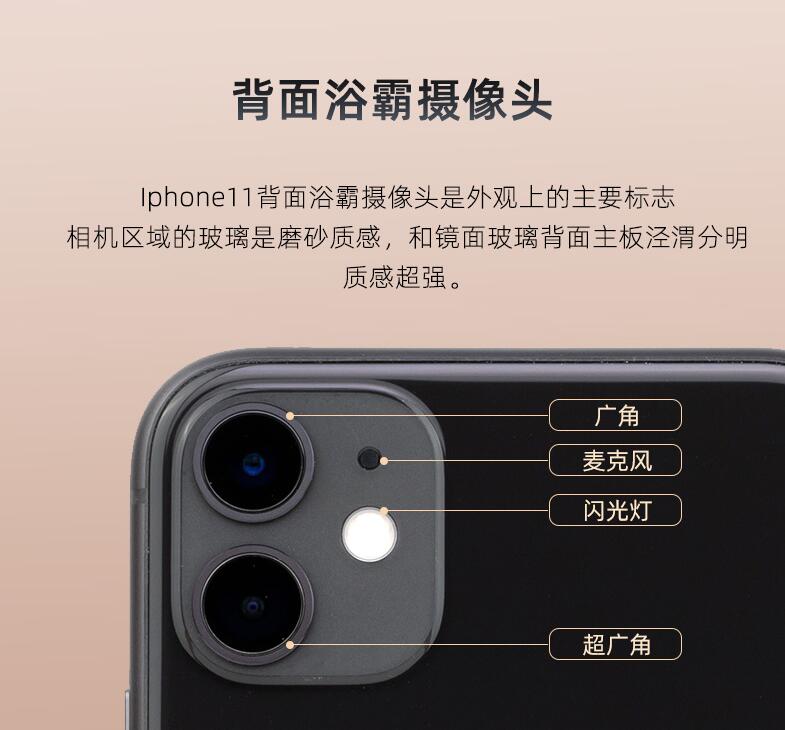 背面浴霸摄像头
Iphone11背面浴霸摄像头是外观上的主要标志
相机区域的玻璃是磨砂质感，和镜面玻璃背面主板泾渭分明
质感超强。
广角
麦克风
闪光灯
超广角